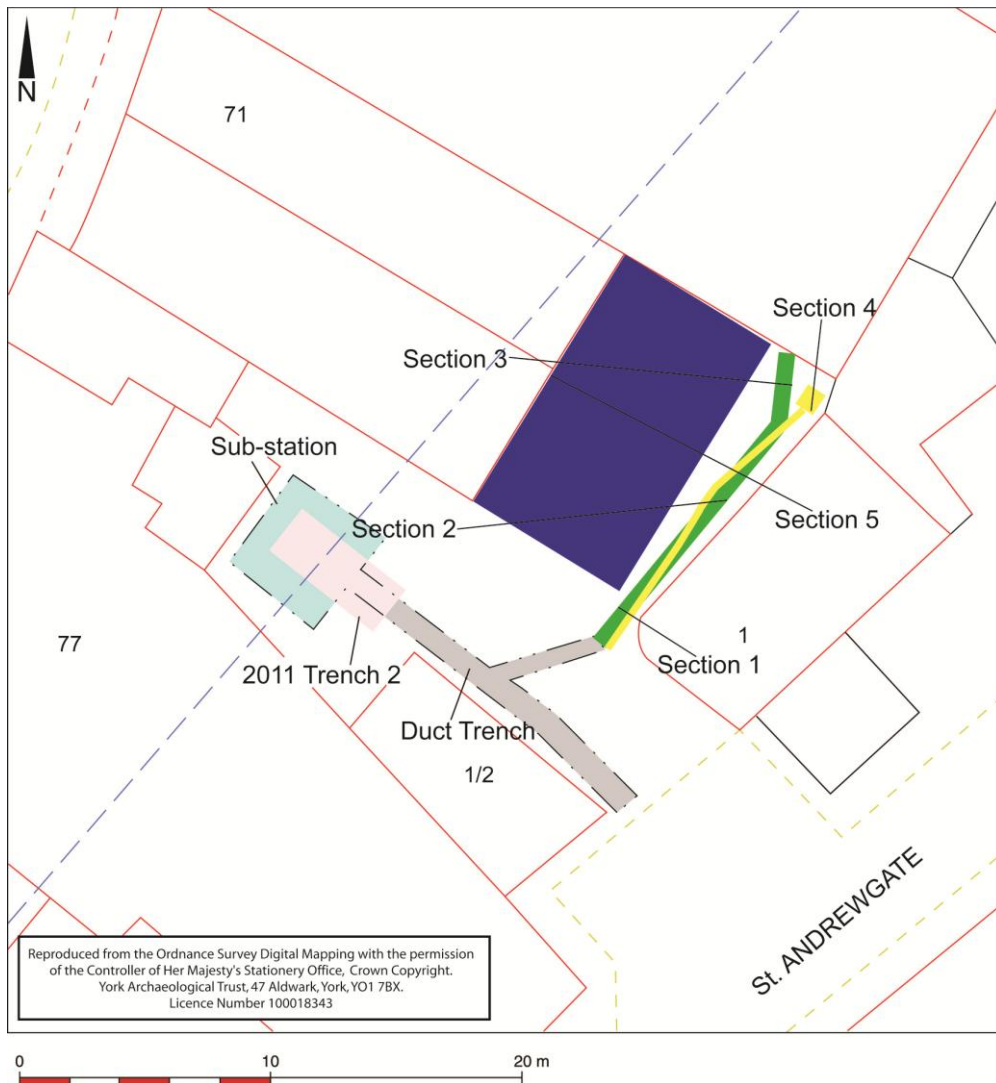 N
71
Section 4
Section 3
Sub-station
Section 2
Section 5
77
2011 Trench 2
1
Section 1
Duct Trench
1/2
St. ANDREWGATE
Reproduced from the Ordnance Survey Digital Mapping with the permission
of the Controller of Her Majesty's Stationery Office, Crown Copyright.
York Archaeological Trust, 47 Aldwark, York, YO1 7BX.
Licence Number 100018343
0 10 20 m